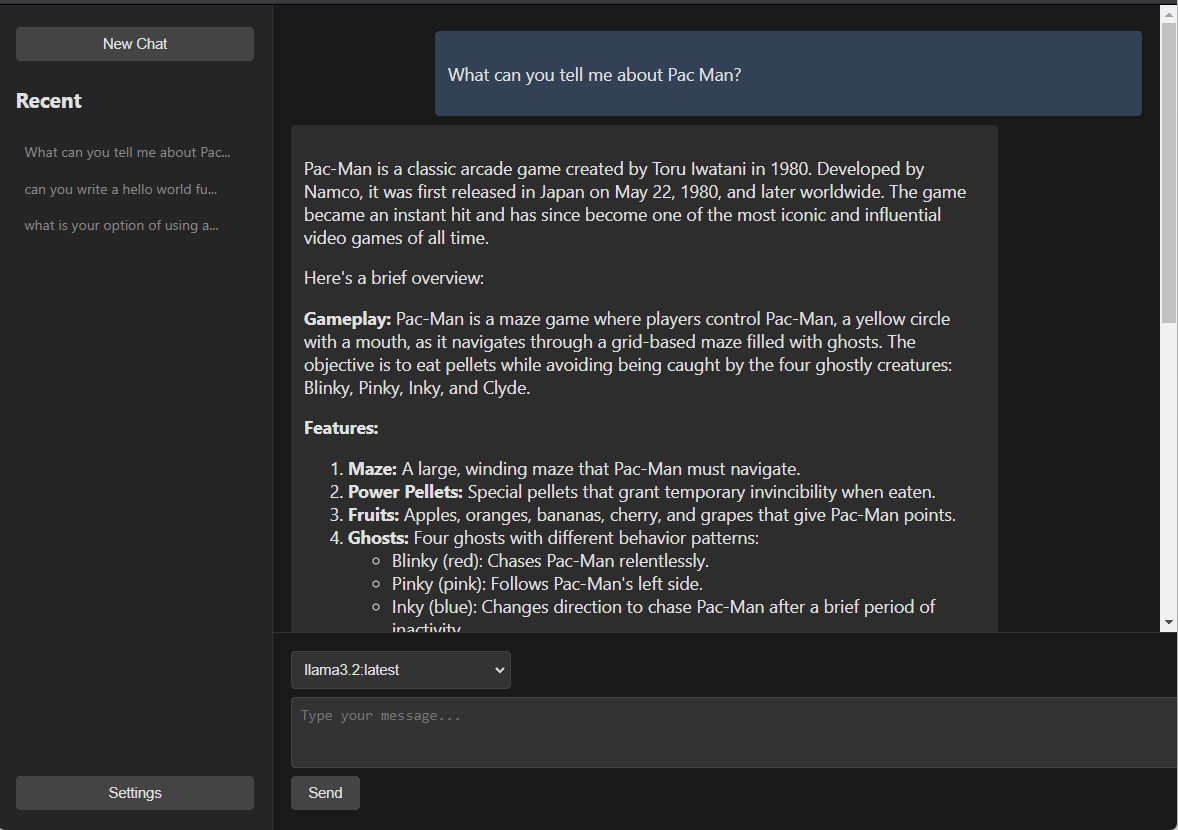 New Chat
Recent
What can you tell me about Pac...
can you write a hello world fu...
what is your option of using a...
Settings
What can you tell me about Pac Man?
Pac-Man is a classic arcade game created by Toru Iwatani in 1980. Developed by
Namco, it was first released in Japan on May 22, 1980, and later worldwide. The game
became an instant hit and has since become one of the most iconic and influential
video games of all time.
Here's a brief overview:
Gameplay: Pac-Man is a maze game where players control Pac-Man, a yellow circle
with a mouth, as it navigates through a grid-based maze filled with ghosts. The
objective is to eat pellets while avoiding being caught by the four ghostly creatures:
Blinky, Pinky, Inky, and Clyde.
Features:
1. Maze: A large, winding maze that Pac-Man must navigate.
2. Power Pellets: Special pellets that grant temporary invincibility when eaten.
3. Fruits: Apples, oranges, bananas, cherry, and grapes that give Pac-Man points.
4. Ghosts: Four ghosts with different behavior patterns:
Blinky (red): Chases Pac-Man relentlessly.
Pinky (pink): Follows Pac-Man's left side.
Inky (blue): Changes direction to chase Pac-Man after a brief period of
inactivity
llama3.2:latest
Type your message...
Send